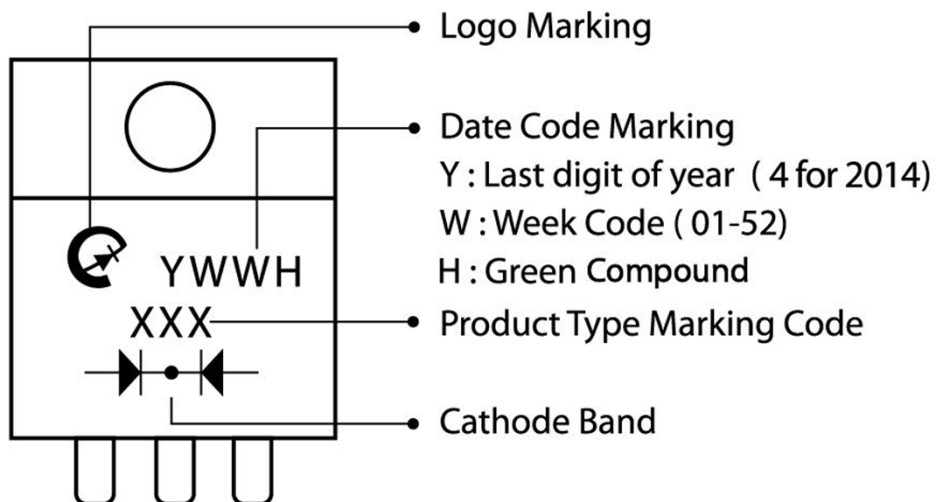 Logo Marking
Date Code Marking
Y : Last digit of year ( 4 for 2014)
W : Week Code ( 01-52)
H : Green Compound
YWWH
XXX
Product Type Marking Code
Cathode Band